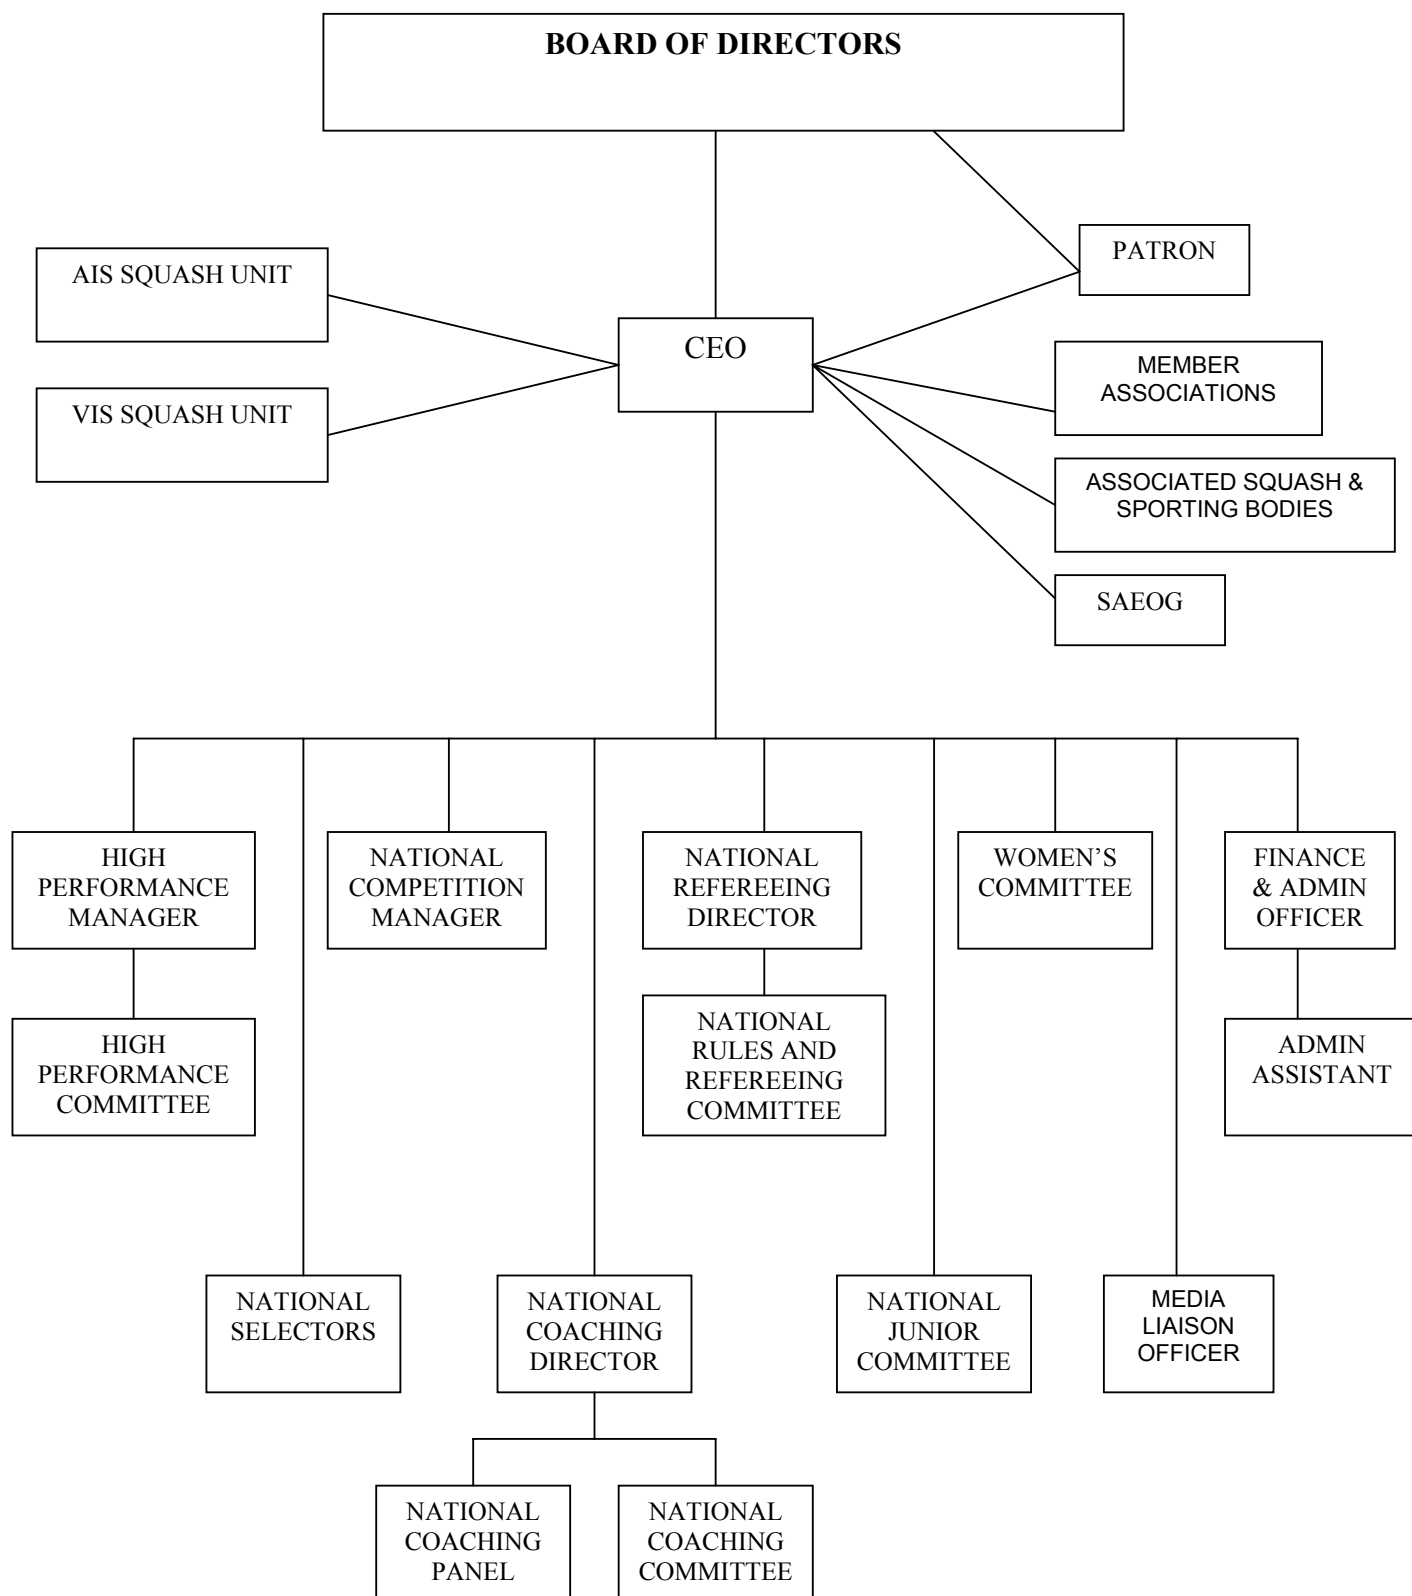 BOARD OF DIRECTORS
PATRON
AIS SQUASH UNIT
CEO
MEMBER
ASSOCIATIONS
VIS SQUASH UNIT
ASSOCIATED SQUASH &
SPORTING BODIES
SAEOG
HIGH
PERFORMANCE
MANAGER
NATIONAL
COMPETITION
MANAGER
NATIONAL
REFEREEING
DIRECTOR
WOMEN'S
COMMITTEE
FINANCE
& ADMIN
OFFICER
HIGH
PERFORMANCE
COMMITTEE
NATIONAL
RULES AND
REFEREEING
COMMITTEE
ADMIN
ASSISTANT
NATIONAL
SELECTORS
NATIONAL
COACHING
DIRECTOR
NATIONAL
JUNIOR
COMMITTEE
MEDIA
LIAISON
OFFICER
NATIONAL
COACHING
PANEL
NATIONAL
COACHING
COMMITTEE